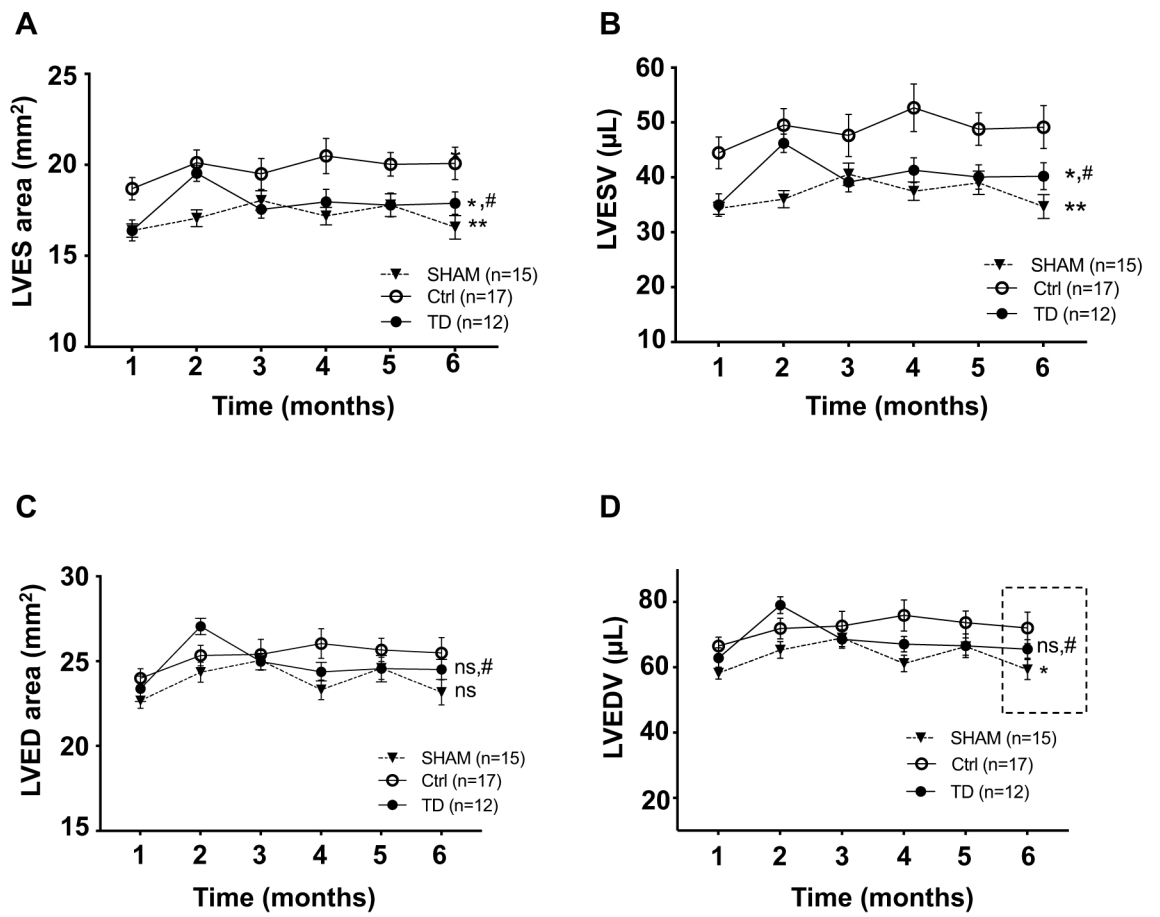 A
LVES area (mm²)
25
20
15
10
*,#
**
SHAM (n=15)
Ctrl (n=17)
TD (n=12)
1 2 3 4 5 6
Time (months)
B
LVESV (µL)
60
50
40
30
20
10
*,#
**
SHAM (n=15)
Ctrl (n=17)
TD (n=12)
1 2 3 4 5 6
Time (months)
C
LVED area (mm²)
30
25
20
15
ns,#
ns
SHAM (n=15)
Ctrl (n=17)
TD (n=12)
1 2 3 4 5 6
Time (months)
D
LVEDV (µL)
80
60
40
20
ns,#
*
SHAM (n=15)
Ctrl (n=17)
TD (n=12)
1 2 3 4 5 6
Time (months)